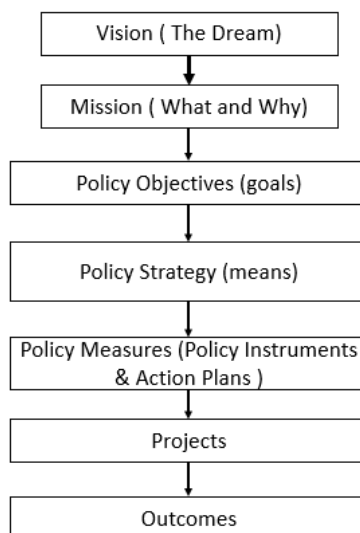 Vision ( The Dream)
Mission ( What and Why)
Policy Objectives (goals)
Policy Strategy (means)
Policy Measures (Policy Instruments
& Action Plans )
Projects
Outcomes